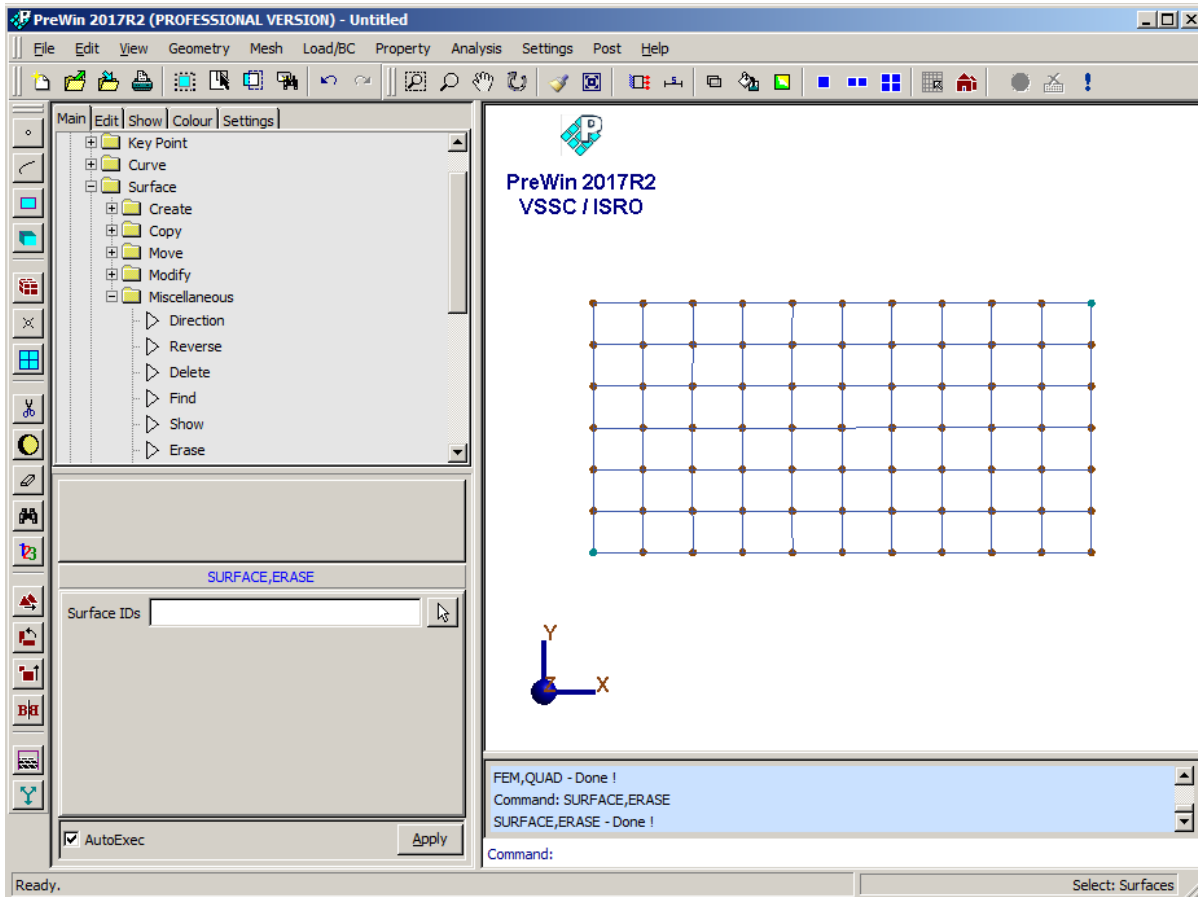 PreWin 2017R2 (PROFESSIONAL VERSION) - Untitled
File Edit View Geometry Mesh Load/BC Property Analysis Settings Post Help
Main Edit Show Colour Settings
Key Point
Curve
Surface
Create
Copy
Move
Modify
Miscellaneous
Direction
Reverse
Delete
Find
Show
Erase
SURFACE,ERASE
Surface IDs
AutoExec Apply
P
PreWin 2017R2
VSSC / ISRO
Y
Z X
FEM,QUAD - Done !
Command: SURFACE,ERASE
SURFACE,ERASE - Done !
Command:
Ready. Select: Surfaces
123
B B